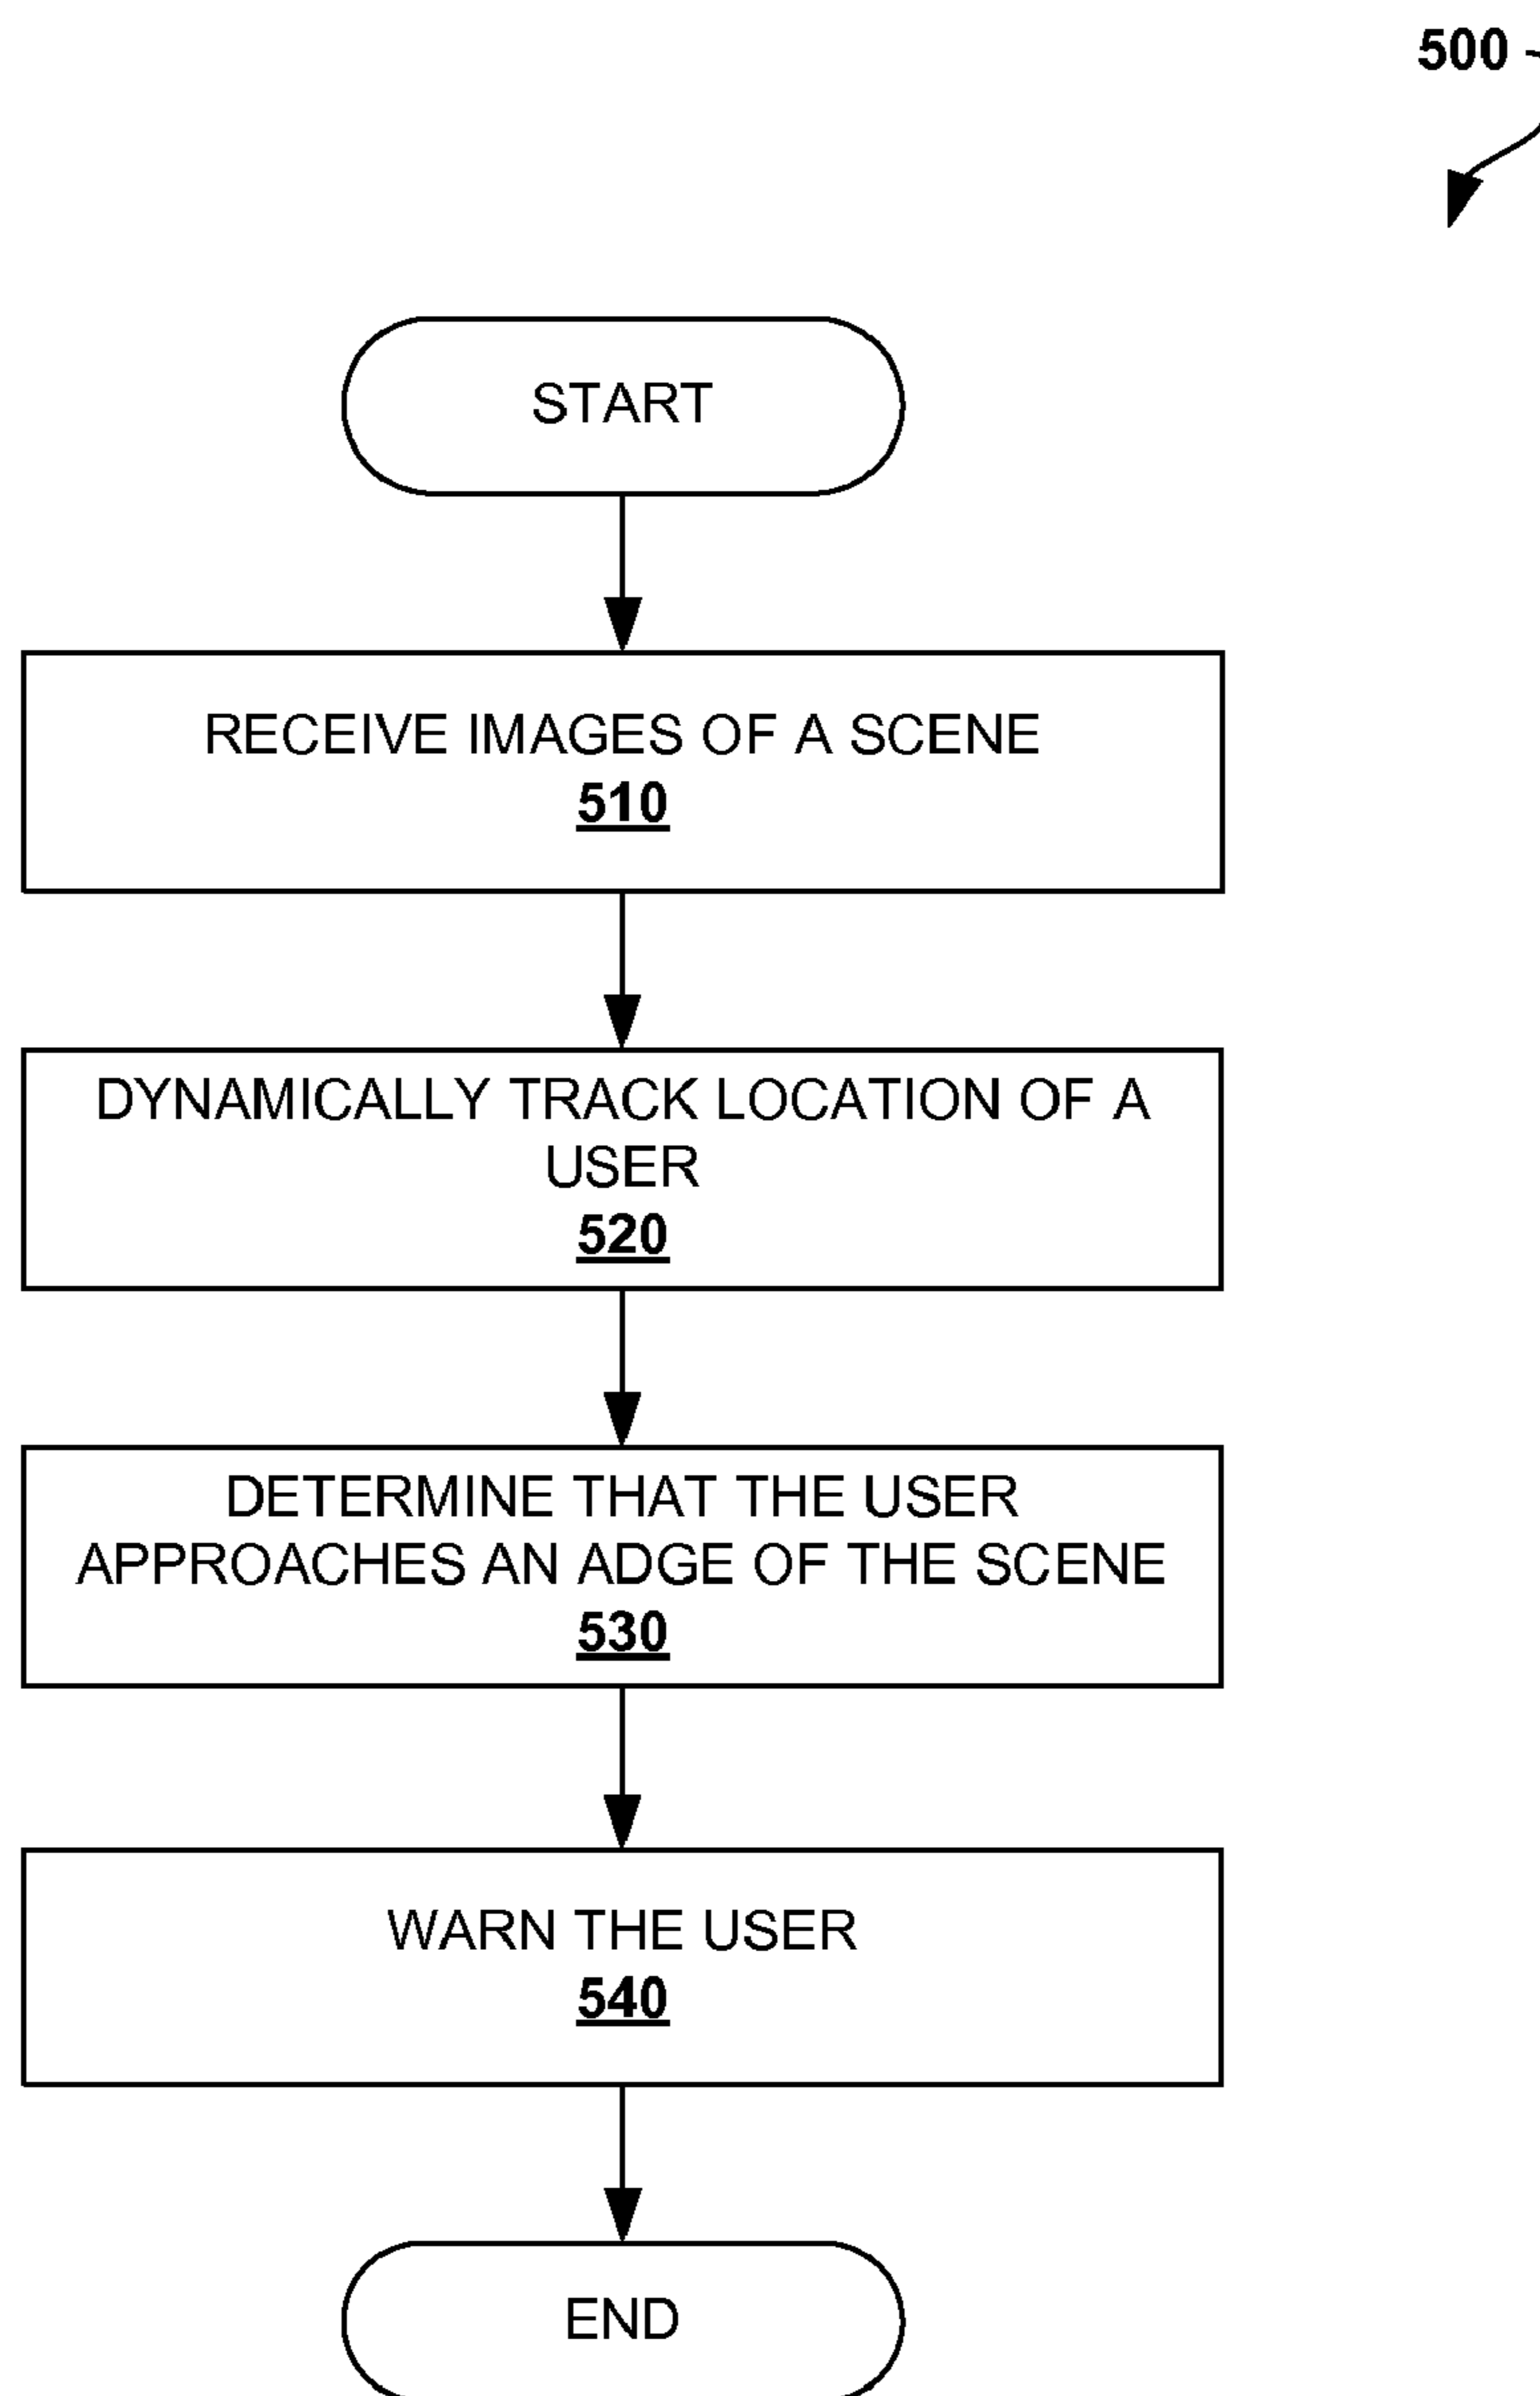 500
START
RECEIVE IMAGES OF A SCENE
510
DYNAMICALLY TRACK LOCATION OF A
USER
520
DETERMINE THAT THE USER
APPROACHES AN ADGE OF THE SCENE
530
WARN THE USER
540
END